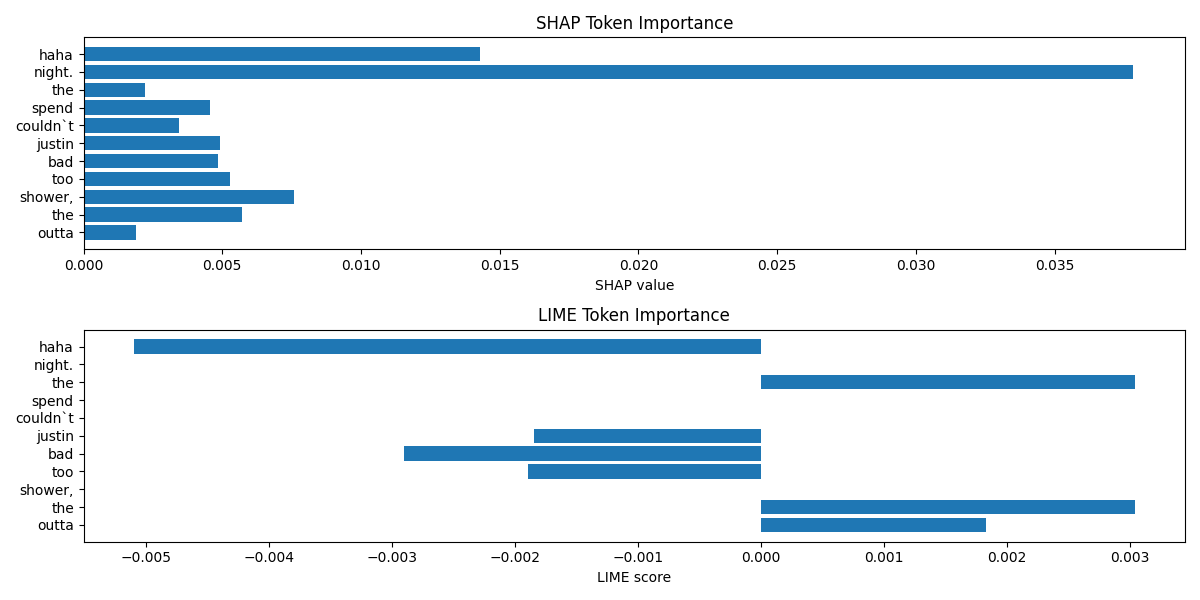 SHAP Token Importance
haha
night.
the
spend
couldn`t
justin
bad
too
shower,
the
outta
0.000 0.005 0.010 0.015 0.020 0.025 0.030 0.035
SHAP value
LIME Token Importance
haha
night.
the
spend
couldn`t
justin
bad
too
shower,
the
outta
−0.005 −0.004 −0.003 −0.002 −0.001 0.000 0.001 0.002 0.003
LIME score